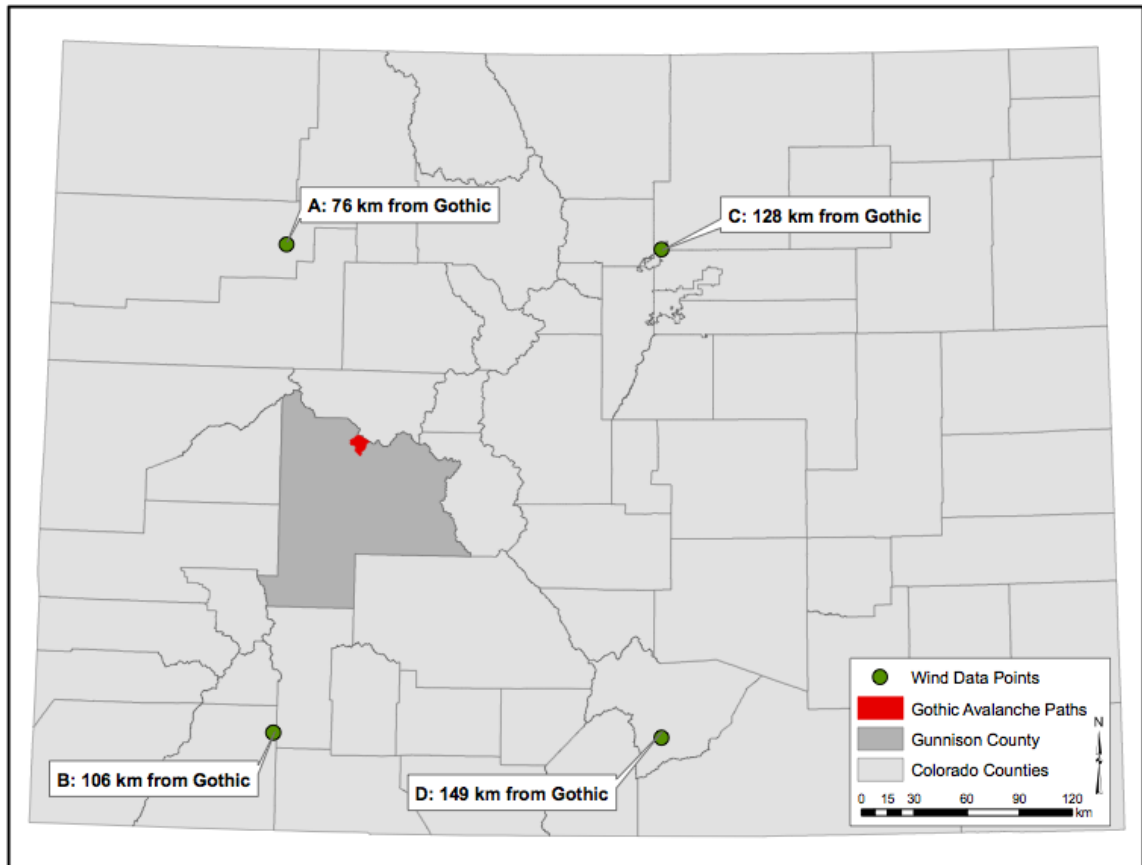 A: 76 km from Gothic
C: 128 km from Gothic
B: 106 km from Gothic
D: 149 km from Gothic
Wind Data Points
Gothic Avalanche Paths
Gunnison County
Colorado Counties
N
0 15 30 60 90 120
km